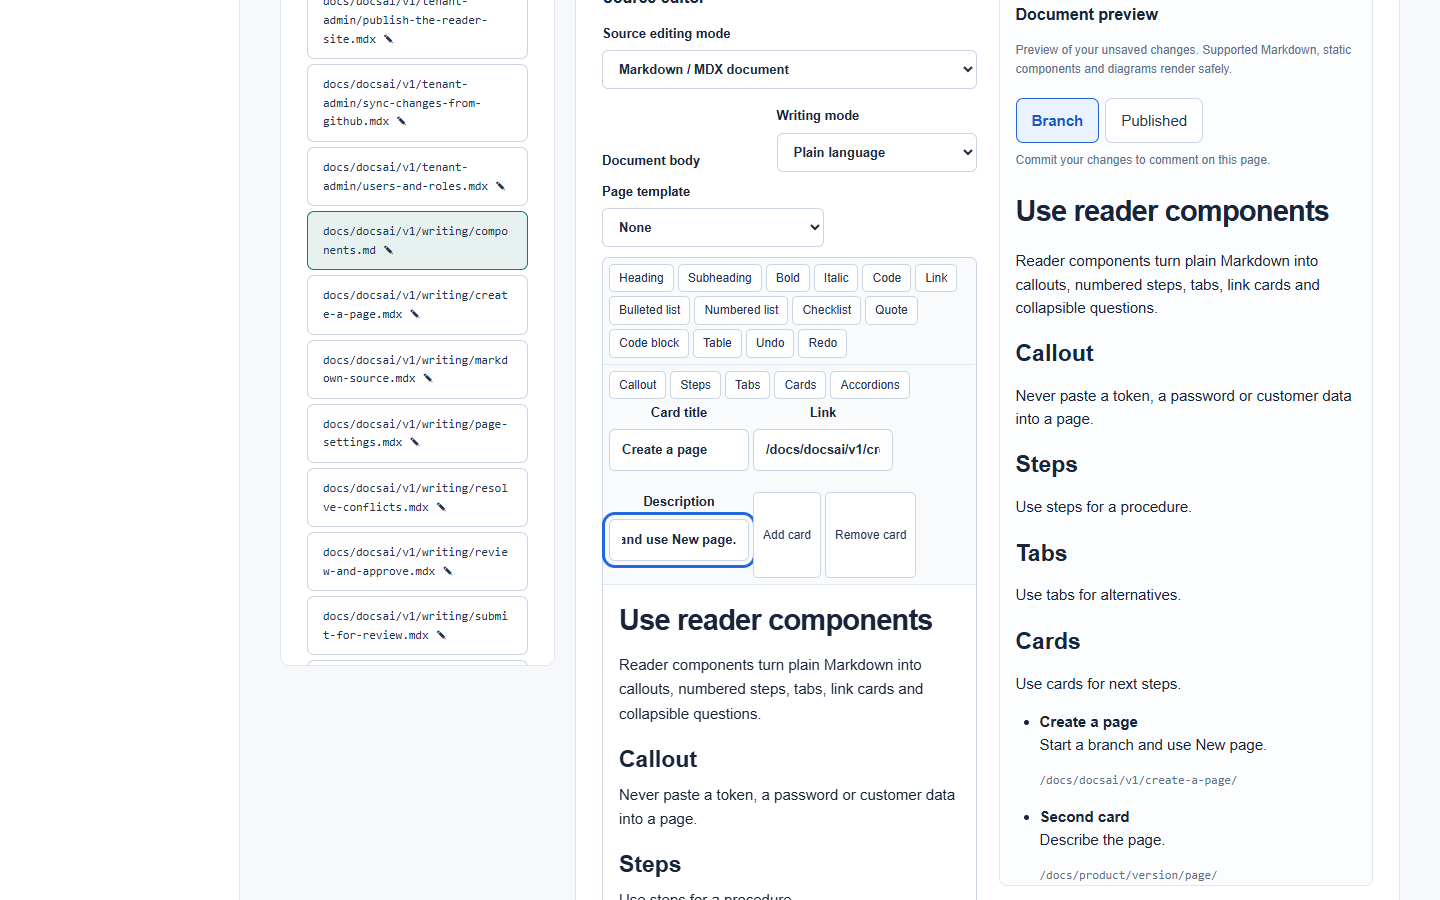 docs/docsai/v1/tenant-
admin/publish-the-reader-
site.mdx
docs/docsai/v1/tenant-
admin/sync-changes-from-
github.mdx
docs/docsai/v1/tenant-
admin/users-and-roles.mdx
docs/docsai/v1/writing/compo
nents.md
docs/docsai/v1/writing/creat
e-a-page.mdx
docs/docsai/v1/writing/markd
own-source.mdx
docs/docsai/v1/writing/page-
settings.mdx
docs/docsai/v1/writing/resol
ve-conflicts.mdx
docs/docsai/v1/writing/revie
w-and-approve.mdx
docs/docsai/v1/writing/submi
t-for-review.mdx
Source editor
Source editing mode
Markdown / MDX document
Writing mode
Document body
Plain language
Page template
None
Heading Subheading Bold Italic Code Link
Bulleted list Numbered list Checklist Quote
Code block Table Undo Redo
Callout Steps Tabs Cards Accordions
Card title Link
Create a page /docs/docsai/v1/cr
Description
and use New page. Add card Remove card
Use reader components
Reader components turn plain Markdown into
callouts, numbered steps, tabs, link cards and
collapsible questions.
Callout
Never paste a token, a password or customer data
into a page.
Steps
Use steps for a procedure.
Document preview
Preview of your unsaved changes. Supported Markdown, static
components and diagrams render safely.
Branch Published
Commit your changes to comment on this page.
Use reader components
Reader components turn plain Markdown into
callouts, numbered steps, tabs, link cards and
collapsible questions.
Callout
Never paste a token, a password or customer data
into a page.
Steps
Use steps for a procedure.
Tabs
Use tabs for alternatives.
Cards
Use cards for next steps.
Create a page
Start a branch and use New page.
/docs/docsai/v1/create-a-page/
Second card
Describe the page.
/docs/product/version/page/